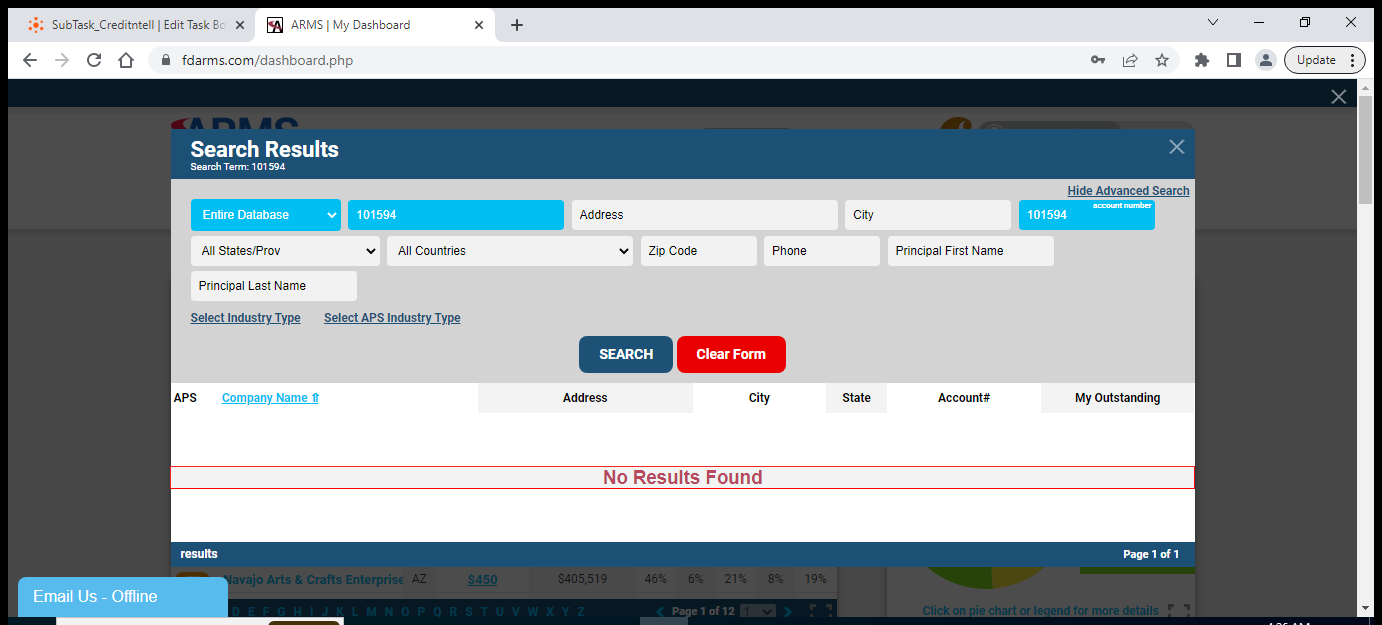 SubTask_Creditntell | Edit Task Bo
ARMS | My Dashboard
fdarms.com/dashboard.php
Update
ARMS
Search Results
Search Term: 101594
Hide Advanced Search
Entire Database
101594
Address
City
account number
101594
All States/Prov
All Countries
Zip Code
Phone
Principal First Name
Principal Last Name
Select Industry Type
Select APS Industry Type
SEARCH
Clear Form
APS
Company Name ⇑
Address
City
State
Account#
My Outstanding
No Results Found
results
Page 1 of 1
Navajo Arts & Crafts Enterprise
AZ
$450
$405,519
46%
6%
21%
8%
19%
Email Us - Offline
D E F G H I J K L M N O P Q R S T U V W X Y Z
Page 1 of 12
1
Click on pie chart or legend for more details
4:26 AM